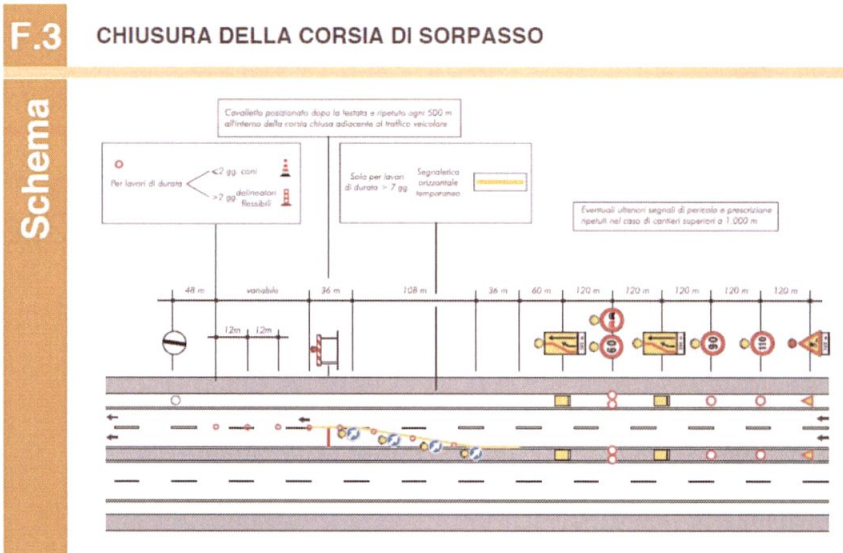 F.3
CHIUSURA DELLA CORSIA DI SORPASSO
Schema
Cavalletto posizionato dopo la testata e ripetuto ogni 500 m
all'interno della corsia chiusa adiacente al traffico veicolare
Per lavori di durata
⩽2 gg. coni
>2 gg. delineatori
flessibili
Solo per lavori
di durata > 7 gg
Segnaletica
orizzontale
temporanea
Eventuali ulteriori segnali di pericolo e prescrizione
ripetuti nel caso di cantieri superiori a 1.000 m
48 m variabile 36 m 108 m 36 m 60 m 120 m 120 m 120 m 120 m 120 m
12m 12m
60 90 110